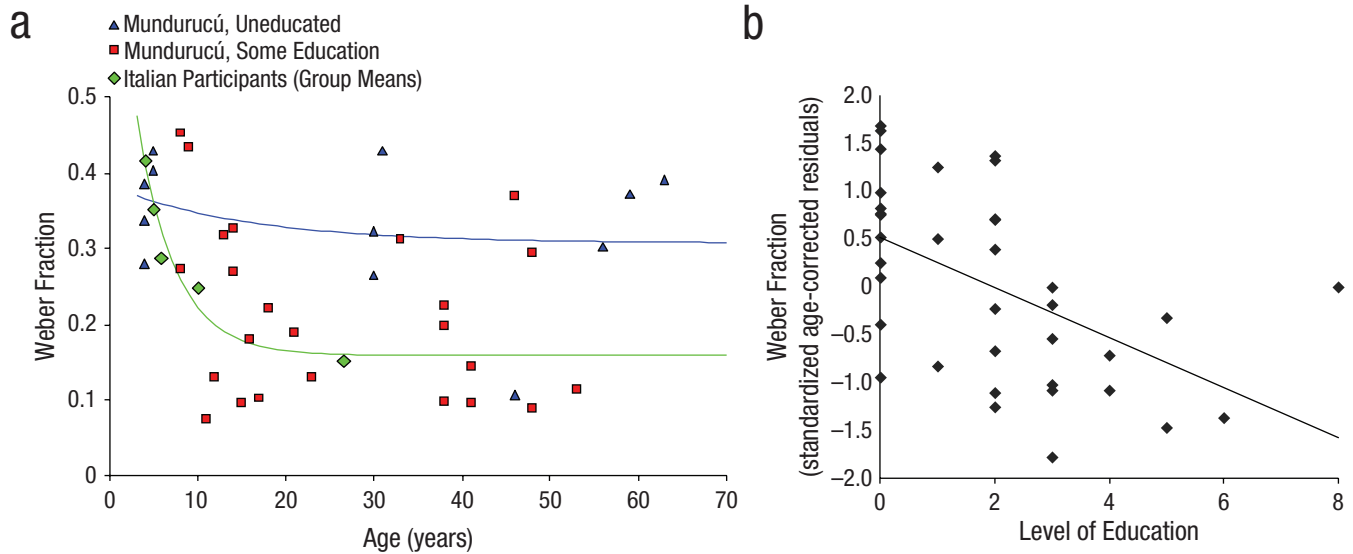 a
Mundurucú, Uneducated
Mundurucú, Some Education
Italian Participants (Group Means)
0.5
0.4
0.3
0.2
0.1
0
Weber Fraction
0 10 20 30 40 50 60 70
Age (years)
b
2.0
1.5
1.0
0.5
0
–0.5
–1.0
–1.5
–2.0
Weber Fraction
(standardized age-corrected residuals)
0 2 4 6 8
Level of Education